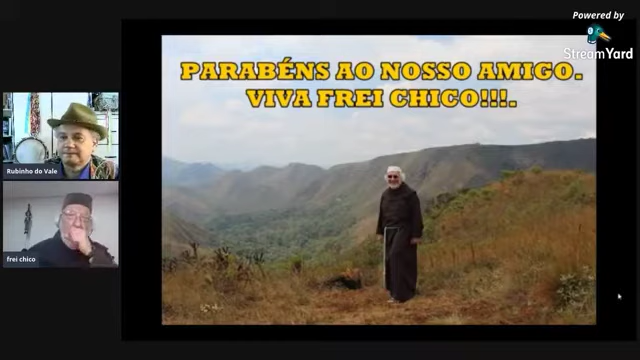 Powered by
StreamYard
PARABÉNS AO NOSSO AMIGO.
VIVA FREI CHICO!!!.
Rubinho do Vale
frei chico